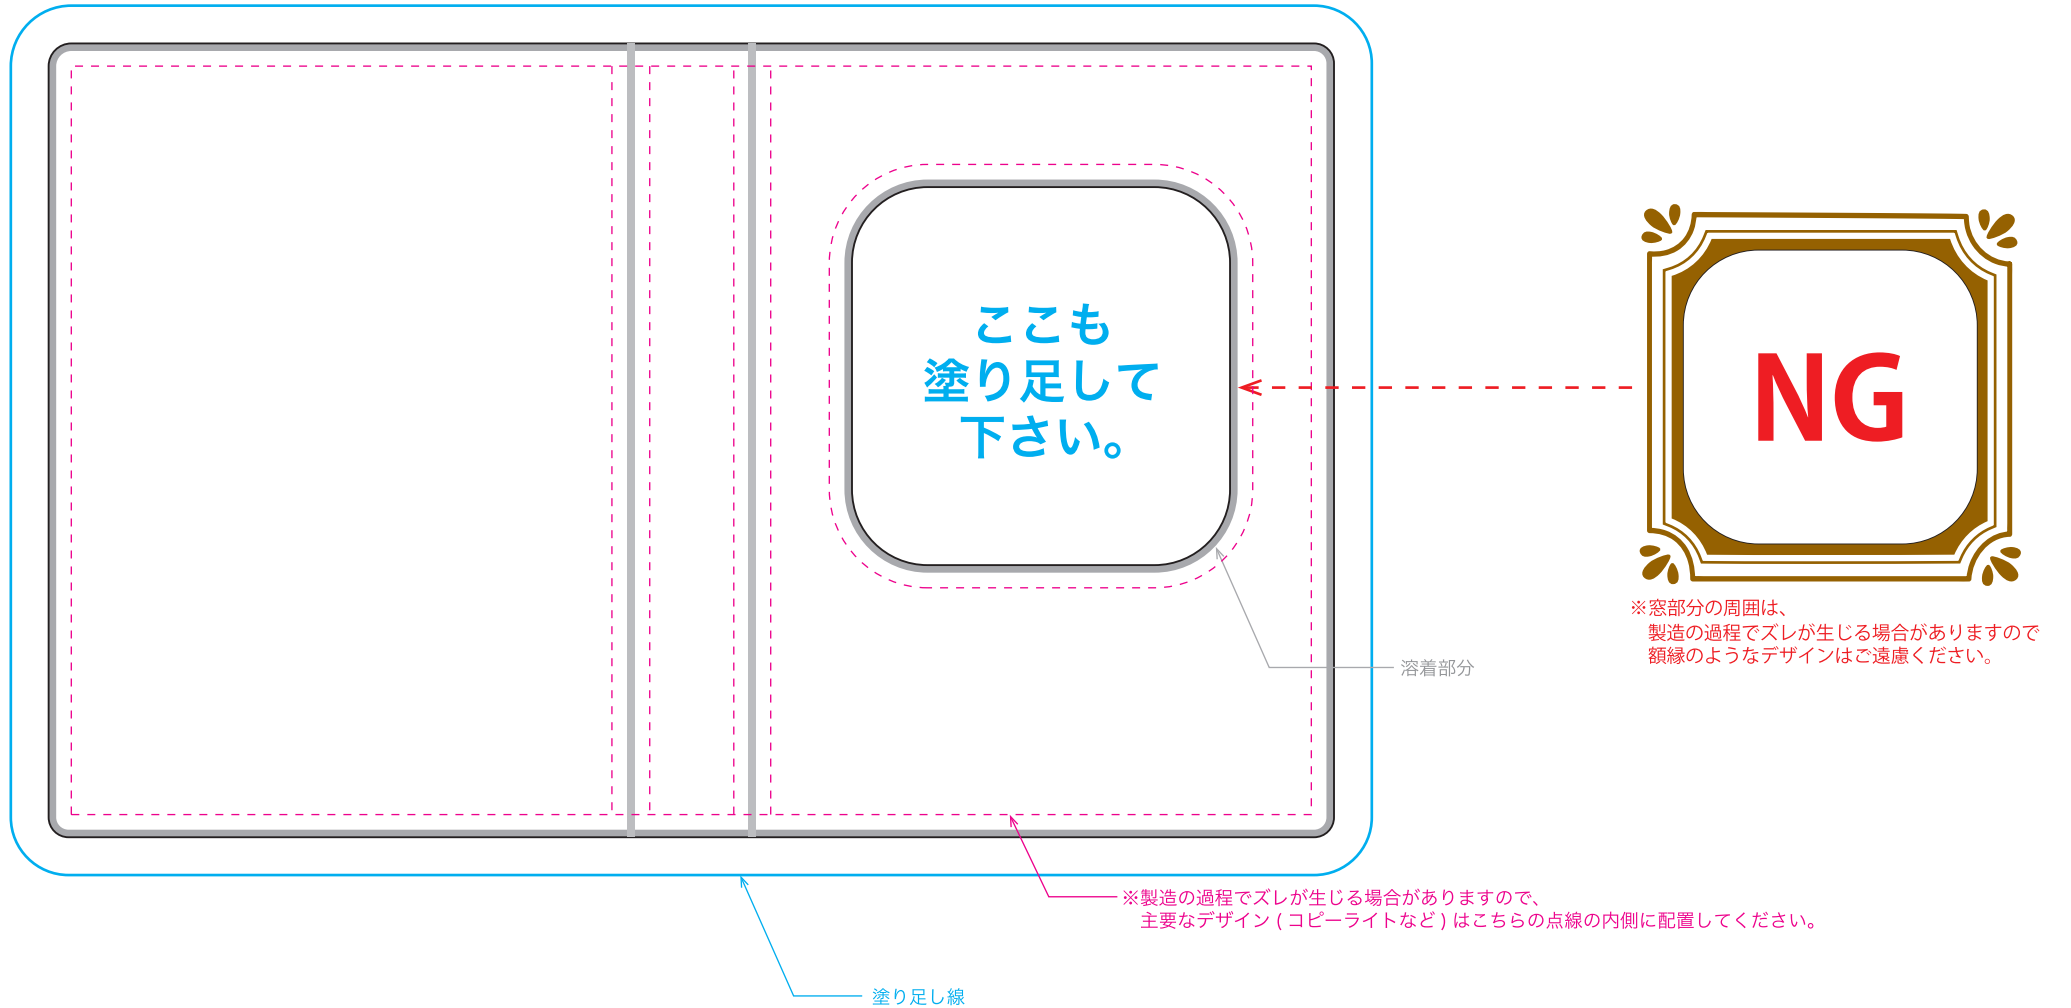 ここも
塗り足して
下さい。
NG
※窓部分の周囲は、
製造の過程でズレが生じる場合がありますので
額縁のようなデザインはご遠慮ください。
溶着部分
※製造の過程でズレが生じる場合がありますので、
主要なデザイン ( コピーライトなど ) はこちらの点線の内側に配置してください。
塗り足し線